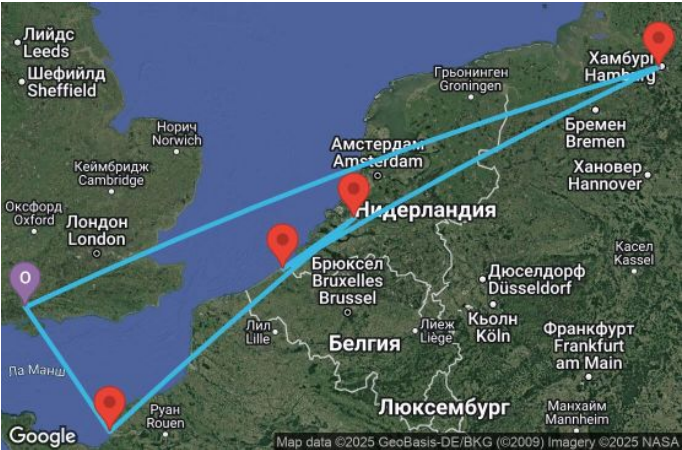 Лийдс
Leeds
Шефийлд
Sheffield
Норич
Norwich
Кеймбридж
Cambridge
Оксфорд
Oxford
Лондон
London
O
Ла Манш
Руан
Rouen
Лил
Lille
Амстердам
Amsterdam
Грьонинген
Groningen
Хамбург
Hamburg
Бремен
Bremen
Хановер
Hannover
Нидерландия
Касел
Kassel
Брюксел
Bruxelles
Brussel
Дюселдорф
Düsseldorf
Белгия
Лиеж
Liège
Кьолн
Köln
Франкфурт
Frankfurt
am Main
Люксембург
Манхайм
Mannheim
Google
Map data ©2025 GeoBasis-DE/BKG (©2009) Imagery ©2025 NASA